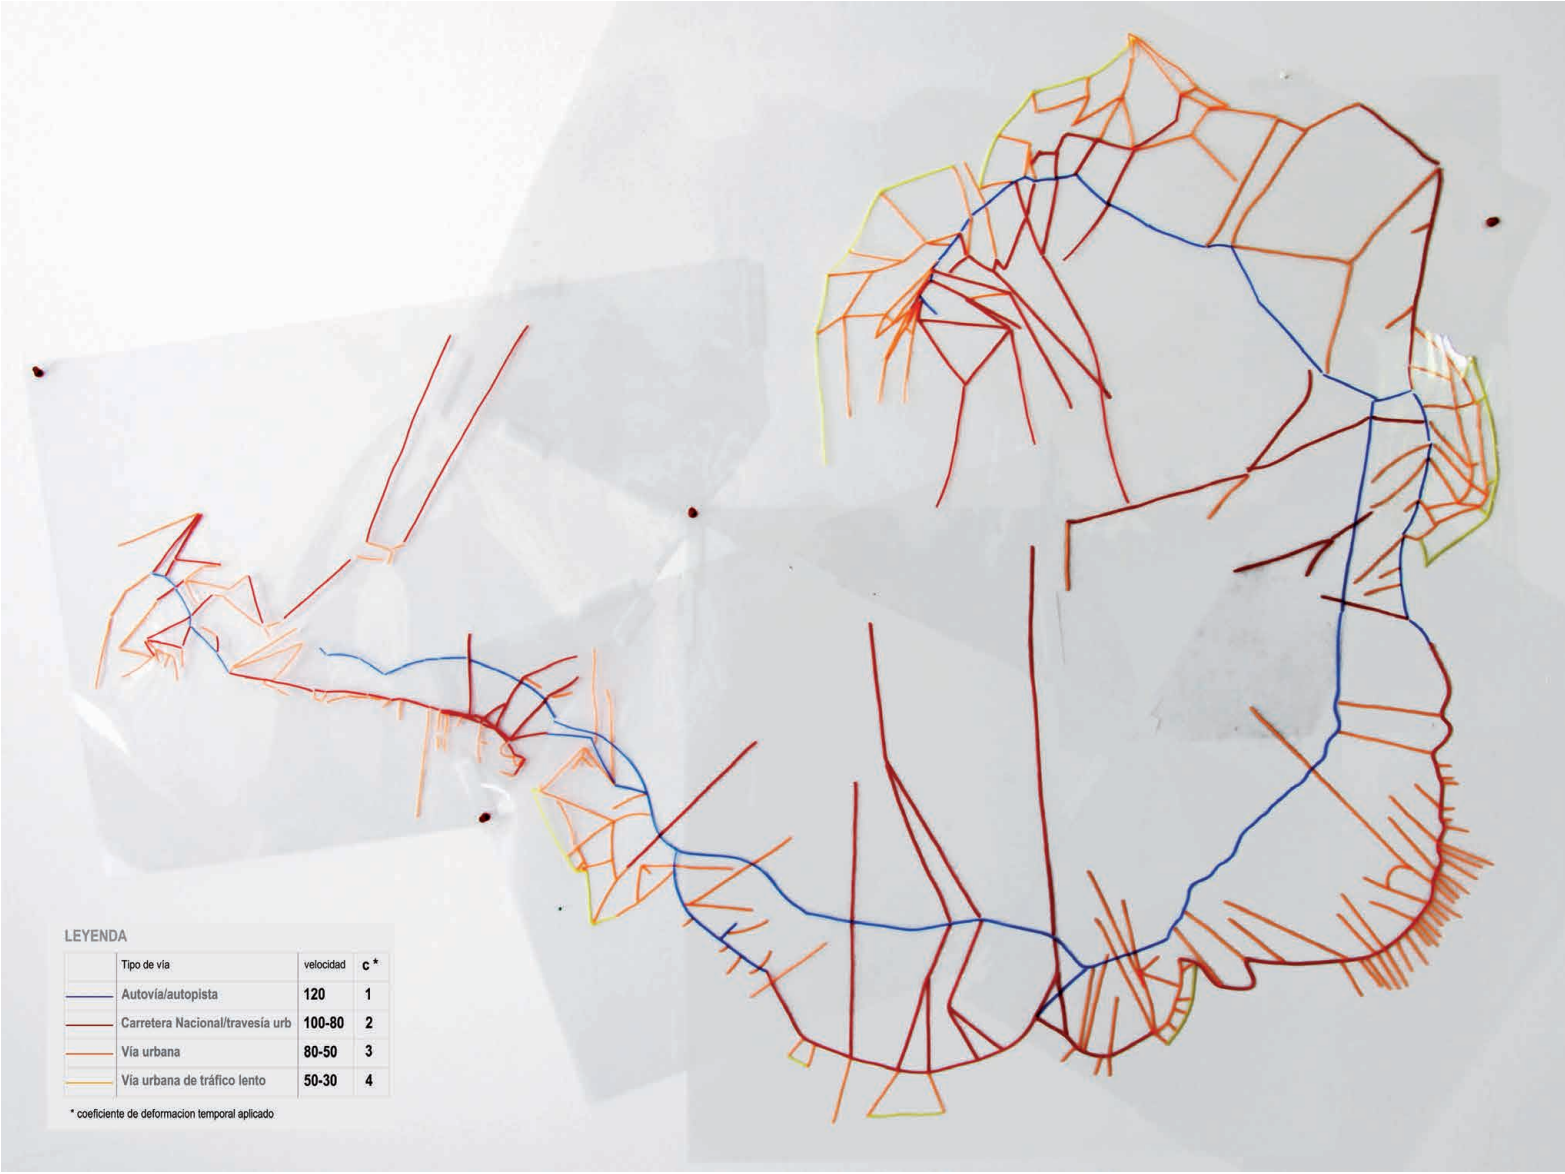 LEYENDA
Tipo de vía velocidad c *
Autovía/autopista 120 1
Carretera Nacional/travesía urb 100-80 2
Vía urbana 80-50 3
Vía urbana de tráfico lento 50-30 4
* coeficiente de deformacion temporal aplicado